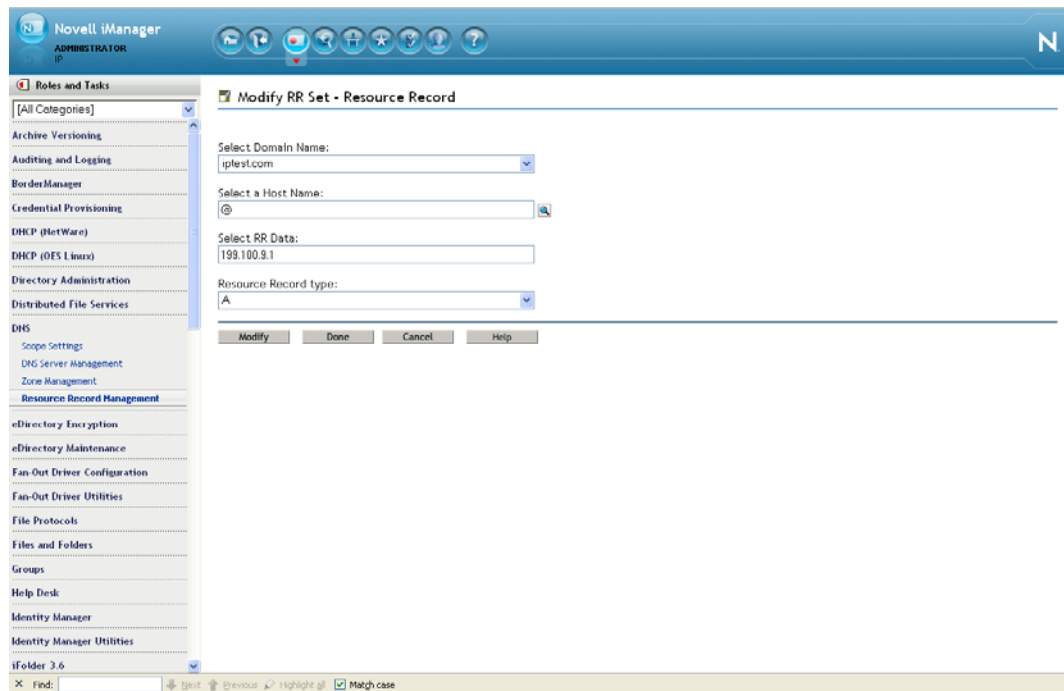 Novell iManager
ADMINISTRATOR
IP
N
Roles and Tasks
[All Categories]
Archive Versioning
Auditing and Logging
BorderManager
Credential Provisioning
DHCP (NetWare)
DHCP (OES Linux)
Directory Administration
Distributed File Services
DNS
Scope Settings
DNS Server Management
Zone Management
Resource Record Management
eDirectory Encryption
eDirectory Maintenance
Fan-Out Driver Configuration
Fan-Out Driver Utilities
File Protocols
Files and Folders
Groups
Help Desk
Identity Manager
Identity Manager Utilities
iFolder 3.6
Modify RR Set - Resource Record
Select Domain Name:
iptest.com
Select a Host Name:
@
Select RR Data:
199.100.9.1
Resource Record type:
A
Modify Done Cancel Help
Find: Next Previous Highlight all Match case